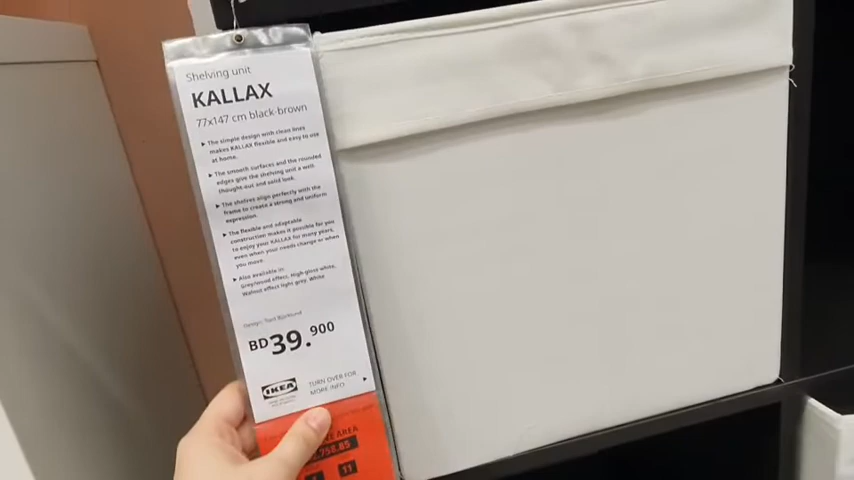 Shelving unit
KALLAX
77x147 cm black-brown
▸ The simple design with clean lines
makes KALLAX flexible and easy to use
at home.
▸ The smooth surfaces and the rounded
edges give the shelving unit a well-
thought-out and solid look.
▸ The shelves align perfectly with the
frame to create a strong and uniform
expression.
▸ The flexible and adaptable
construction makes it possible for you
to enjoy your KALLAX for many years,
even when your needs change or when
you move.
▸ Also available in
Grey/wood effect, High-gloss white,
Walnut effect light grey, White
Design: Tord Björklund
BD39.900
IKEA
TURN OVER FOR
MORE INFO
AREA
758.85
11